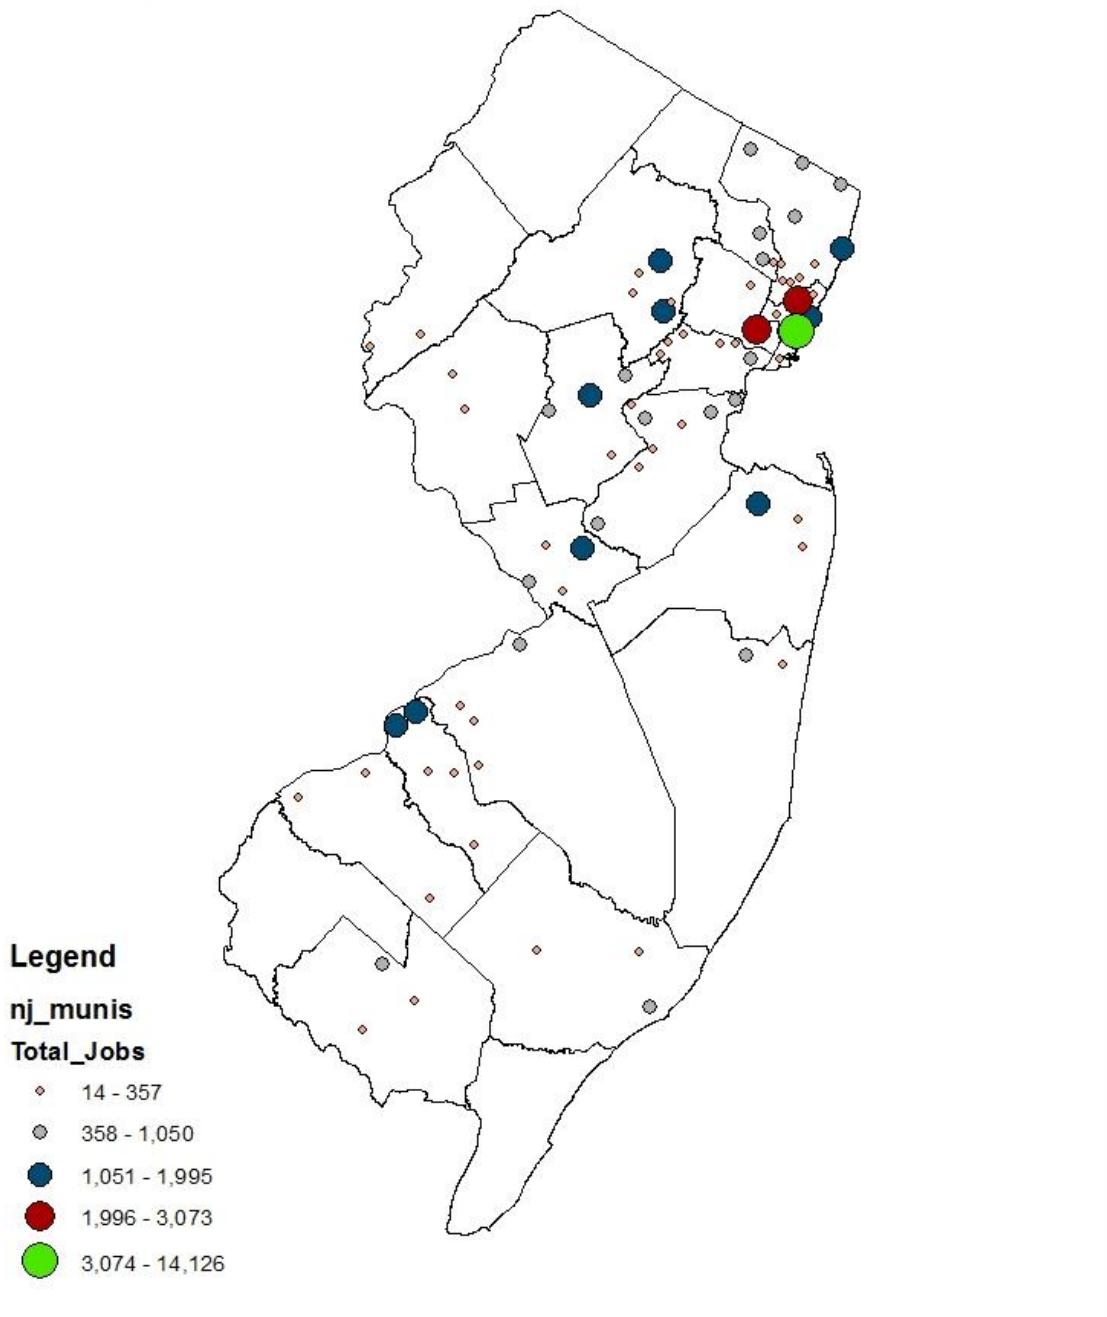 Legend
nj_munis
Total_Jobs
14 - 357
358 - 1,050
1,051 - 1,995
1,996 - 3,073
3,074 - 14,126